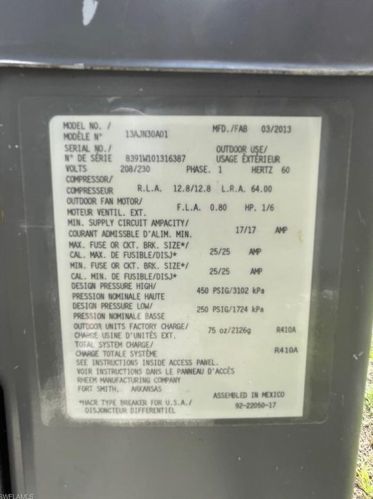 MODEL NO. / 13AJN30A01 MFD./FAB 03/2013
MODÈLE N°
SERIAL NO./ OUTDOOR USE/
N° DE SÉRIE 8391W101316387 USAGE EXTÉRIEUR
VOLTS 208/230 PHASE. 1 HERTZ 60
COMPRESSOR/
COMPRESSEUR R.L.A. 12.8/12.8 L.R.A. 64.00
OUTDOOR FAN MOTOR/
MOTEUR VENTIL. EXT. F.L.A. 0.80 HP. 1/6
MIN. SUPPLY CIRCUIT AMPACITY/
COURANT ADMISSBLE D'ALIM. MIN. 17/17 AMP
MAX. FUSE OR CKT. BRK. SIZE*/
CAL. MAX. DE FUSIBLE/DISJ* 25/25 AMP
MIN. FUSE OR CKT. BRK. SIZE*/
CAL. MIN. DE FUSIBLE/DISJ* 25/25 AMP
DESIGN PRESSURE HIGH/
PRESSION NOMINALE HAUTE 450 PSIG/3102 kPa
DESIGN PRESSURE LOW/
PRESSION NOMINALE BASSE 250 PSIG/1724 kPa
OUTDOOR UNITS FACTORY CHARGE/
CHARGE USINE D'UNITÉS EXT. 75 oz/2126g R410A
TOTAL SYSTEM CHARGE/
CHARGE TOTALE SYSTÈME R410A
SEE INSTRUCTIONS INSIDE ACCESS PANEL.
VOIR INSTRUCTIONS DANS LE PANNEAU D'ACCÈS
RHEEM MANUFACTURING COMPANY
FORT SMITH, ARKANSAS ASSEMBLED IN MEXICO
*HACR TYPE BREAKER FOR U.S.A./ 92-22050-17
DISJONCTEUR DIFFERENTIEL
SWFLAMLS